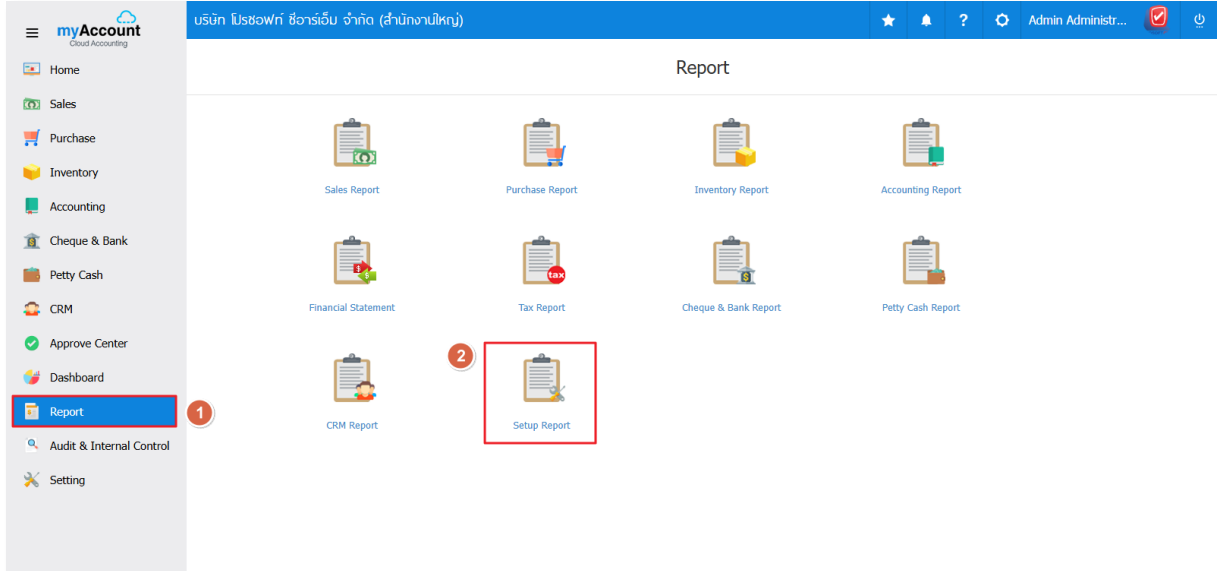 myAccount
Cloud Accounting
บริษัท โปรซอฟท์ ซีอาร์เอ็ม จำกัด (สำนักงานใหญ่)
?
Admin Administr...
Home
Sales
Purchase
Inventory
Accounting
Cheque & Bank
Petty Cash
CRM
Approve Center
Dashboard
Report
1
Audit & Internal Control
Setting
Report
Sales Report
Purchase Report
Inventory Report
Accounting Report
Financial Statement
tax
Tax Report
Cheque & Bank Report
Petty Cash Report
CRM Report
2
Setup Report